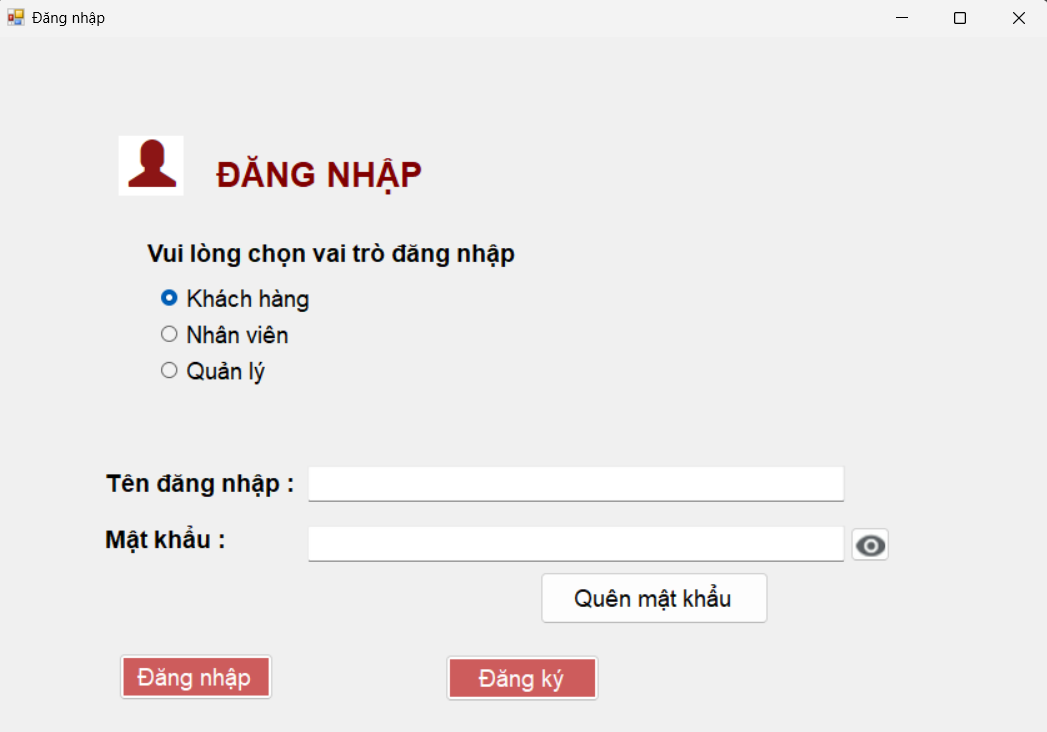 Đăng nhập
ĐĂNG NHẬP
Vui lòng chọn vai trò đăng nhập
Khách hàng
Nhân viên
Quản lý
Tên đăng nhập :
Mật khẩu :
Quên mật khẩu
Đăng nhập
Đăng ký